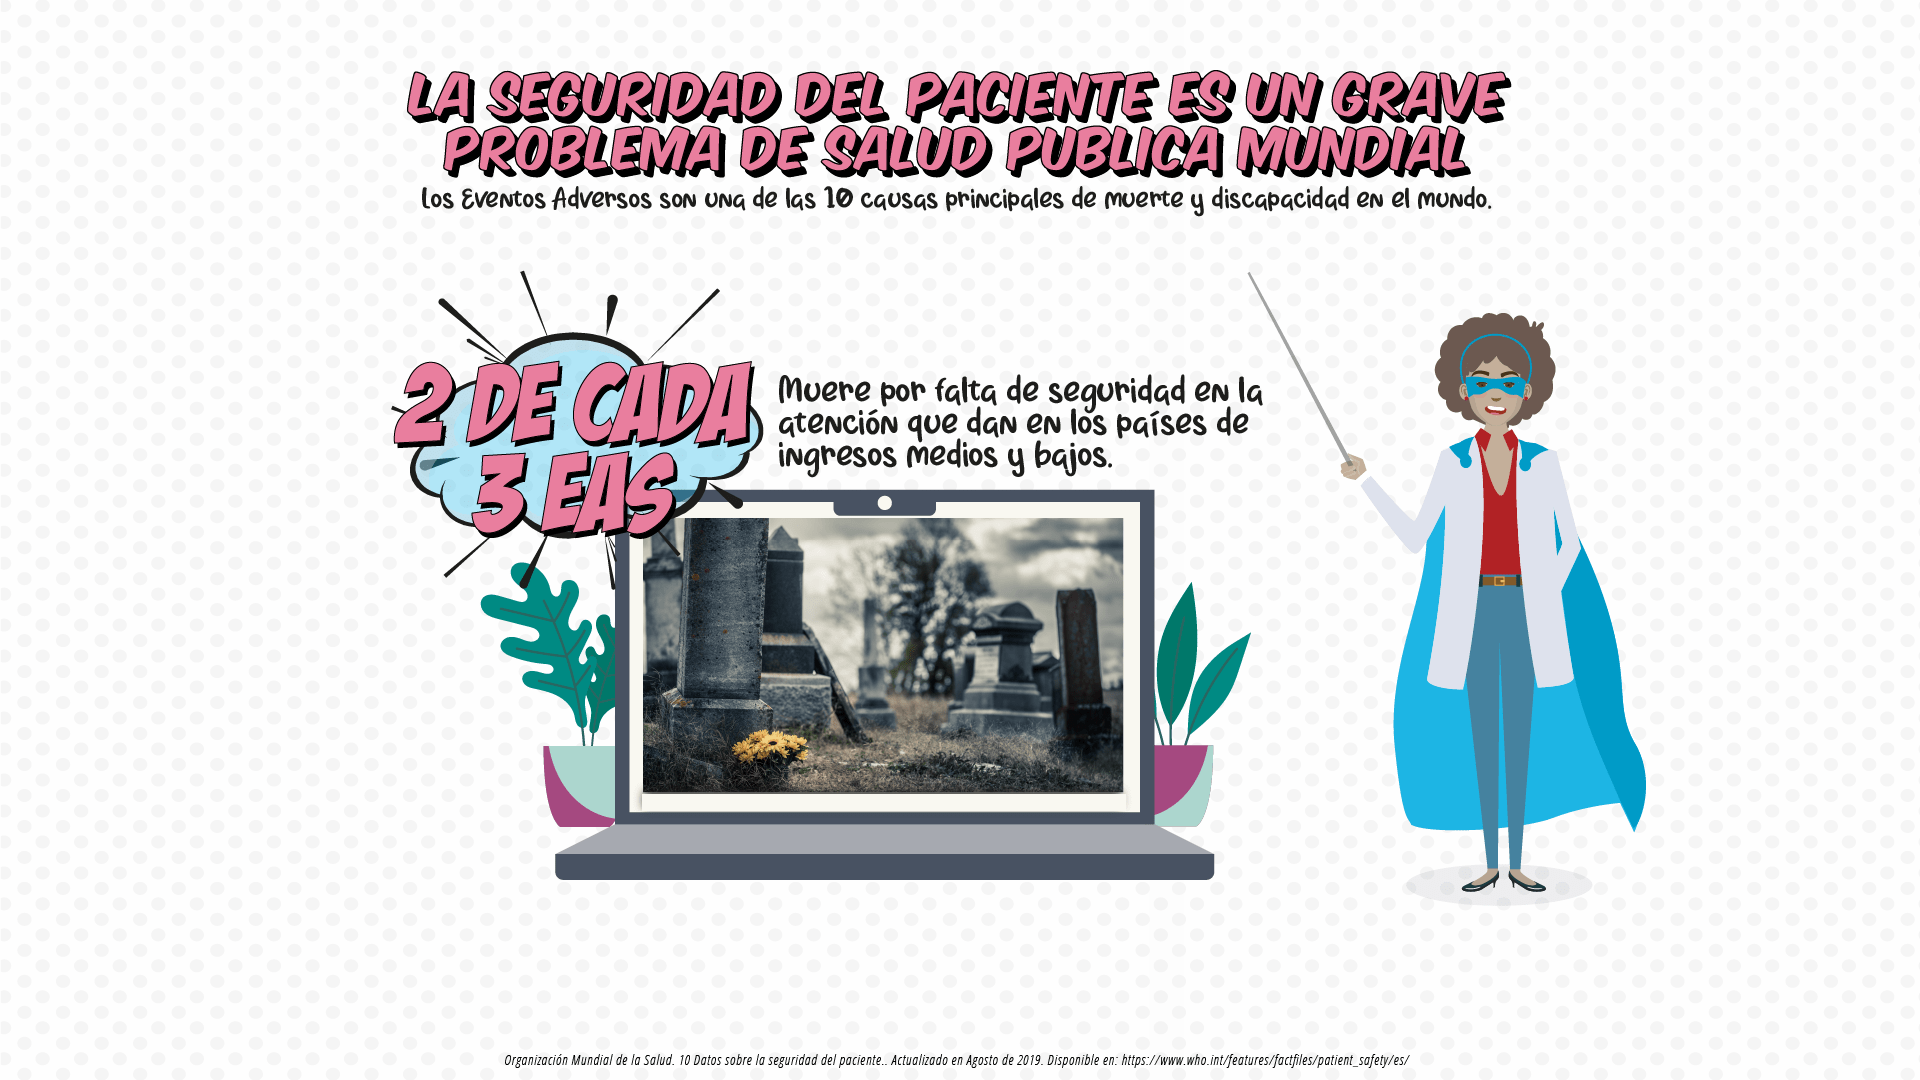 LA SEGURIDAD DEL PACIENTE ES UN GRAVE
PROBLEMA DE SALUD PUBLICA MUNDIAL
Los Eventos Adversos son una de las 10 causas principales de muerte y discapacidad en el mundo.
2 DE CADA
3 EAS
Muere por falta de seguridad en la
atención que dan en los países de
ingresos medios y bajos.
Organización Mundial de la Salud. 10 Datos sobre la seguridad del paciente.. Actualizado en Agosto de 2019. Disponible en: https://www.who.int/features/factfiles/patient_safety/es/